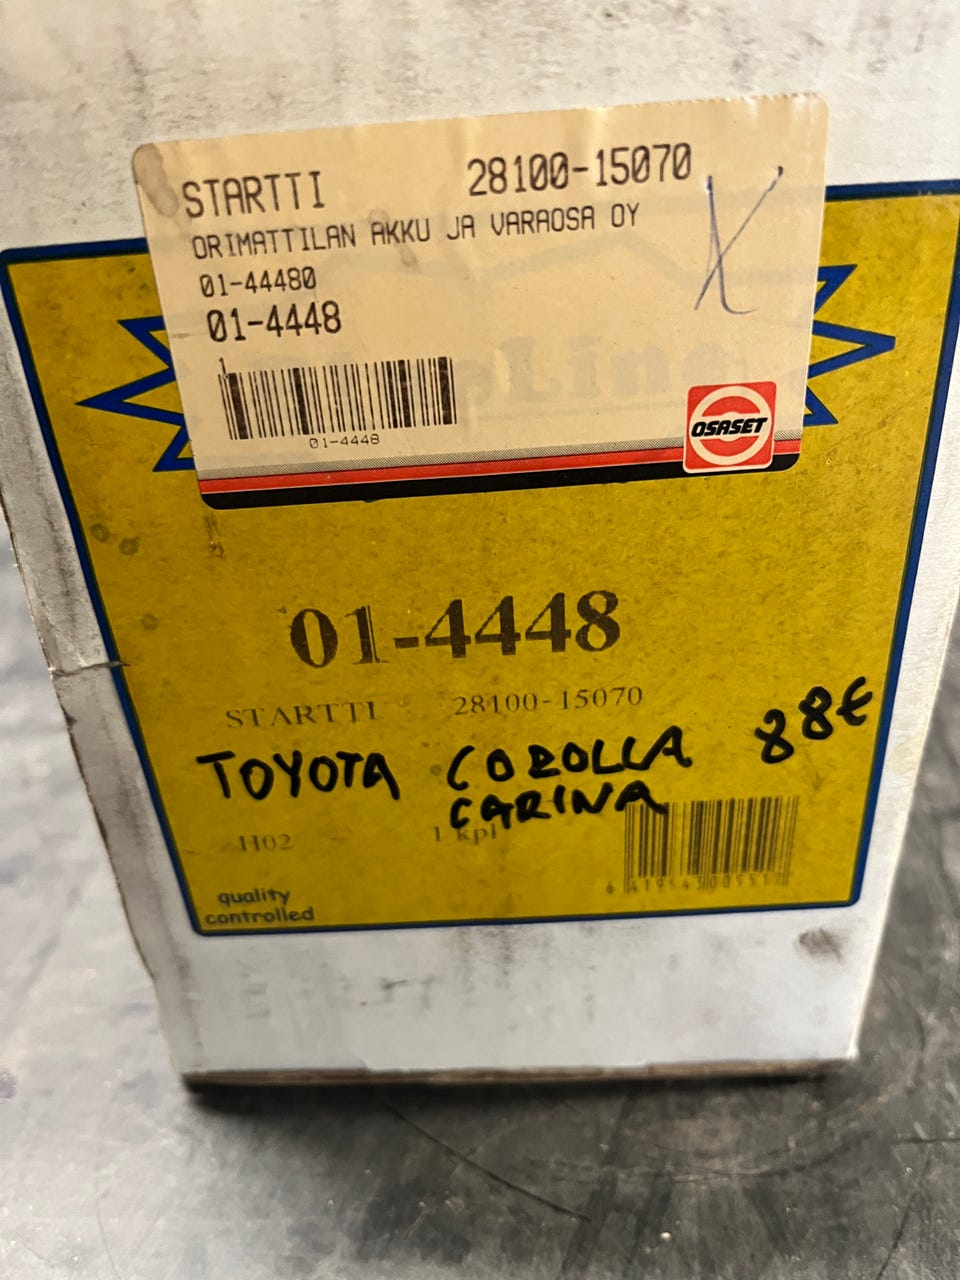 STARTTI 28100-15070
ORIMATTILAN AKKU JA VARAOSA OY
01-44480
01-4448
1
01-4448
OSASET
01-4448
STARTTI 28100-15070
TOYOTA COROLLA 88€
CARINA
H02 1 kpl
quality
controlled